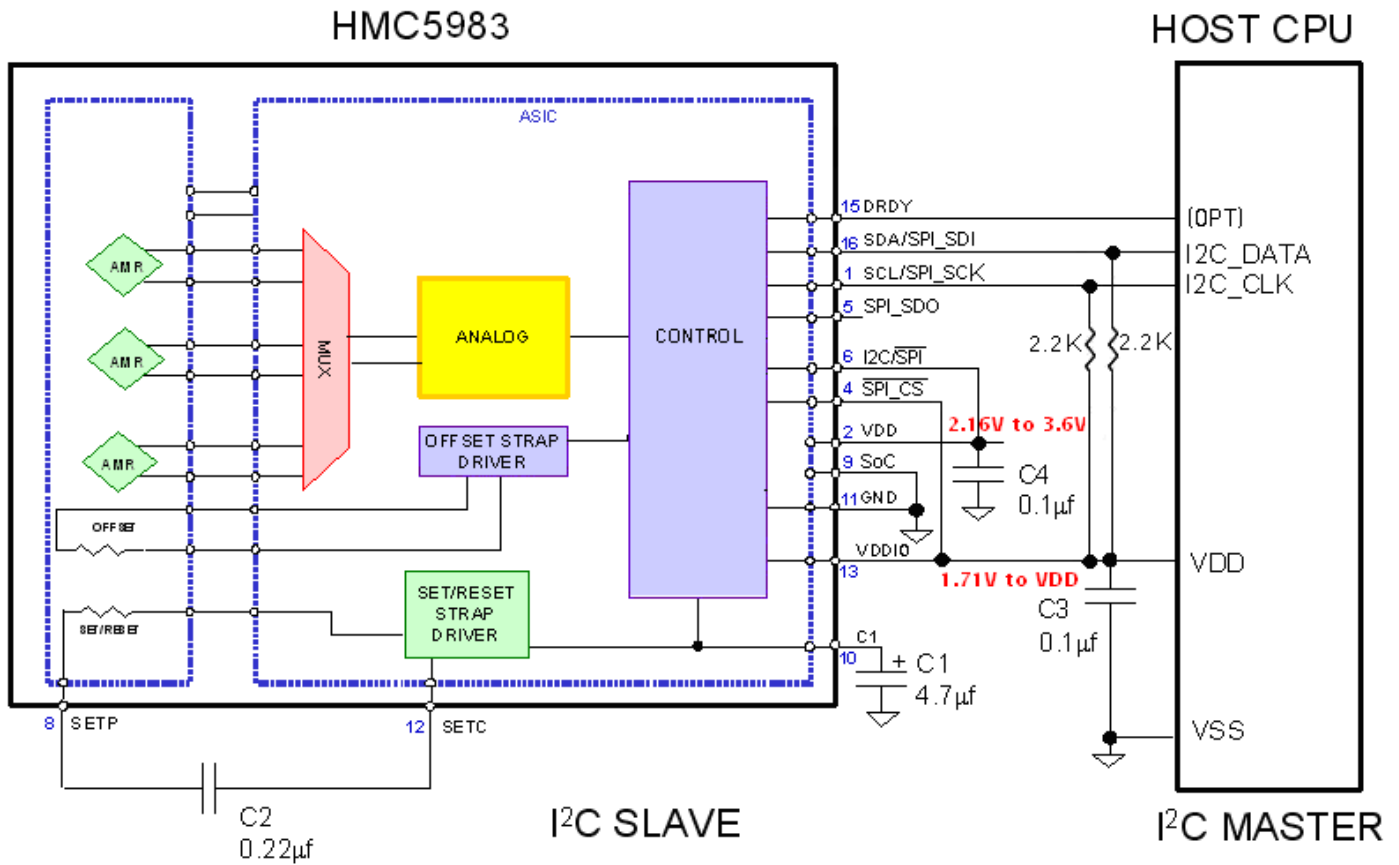 HMC5983
HOST CPU
ASIC
AMR
AMR
AMR
MUX
ANALOG
CONTROL
OFFSET STRAP
DRIVER
OFFSET
SET/RESET
STRAP
DRIVER
SET/RESET
15 DRDY
16 SDA/SPI_SDI
1 SCL/SPI_SCK
5 SPI_SDO
6 I2C/SPI
4 SPI_CS
2 VDD
9 SoC
11 GND
VDDIO
13
C1
10
2.16V to 3.6V
1.71V to VDD
2.2K
2.2K
C4
0.1µf
C3
0.1µf
+ C1
4.7µf
(OPT)
I2C_DATA
I2C_CLK
VDD
VSS
8 SETP
12 SETC
C2
0.22µf
I²C SLAVE
I²C MASTER